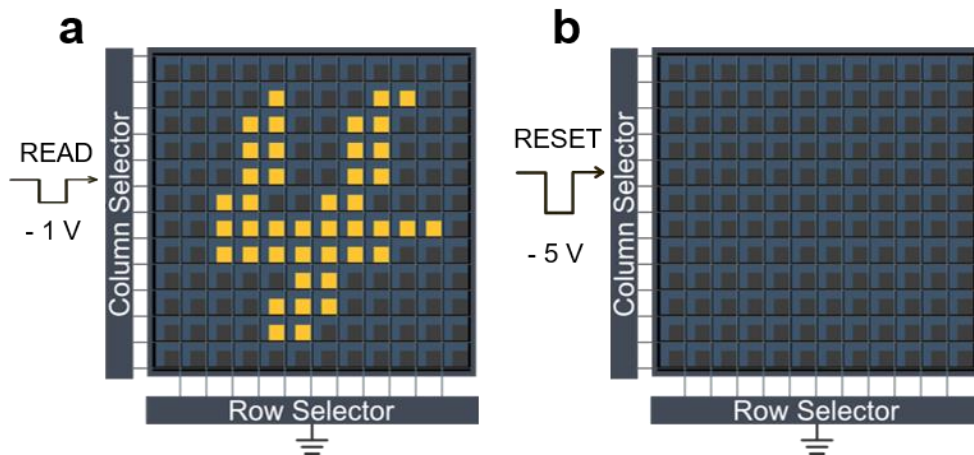 a
READ
- 1 V
Column Selector
Row Selector
b
RESET
- 5 V
Column Selector
Row Selector